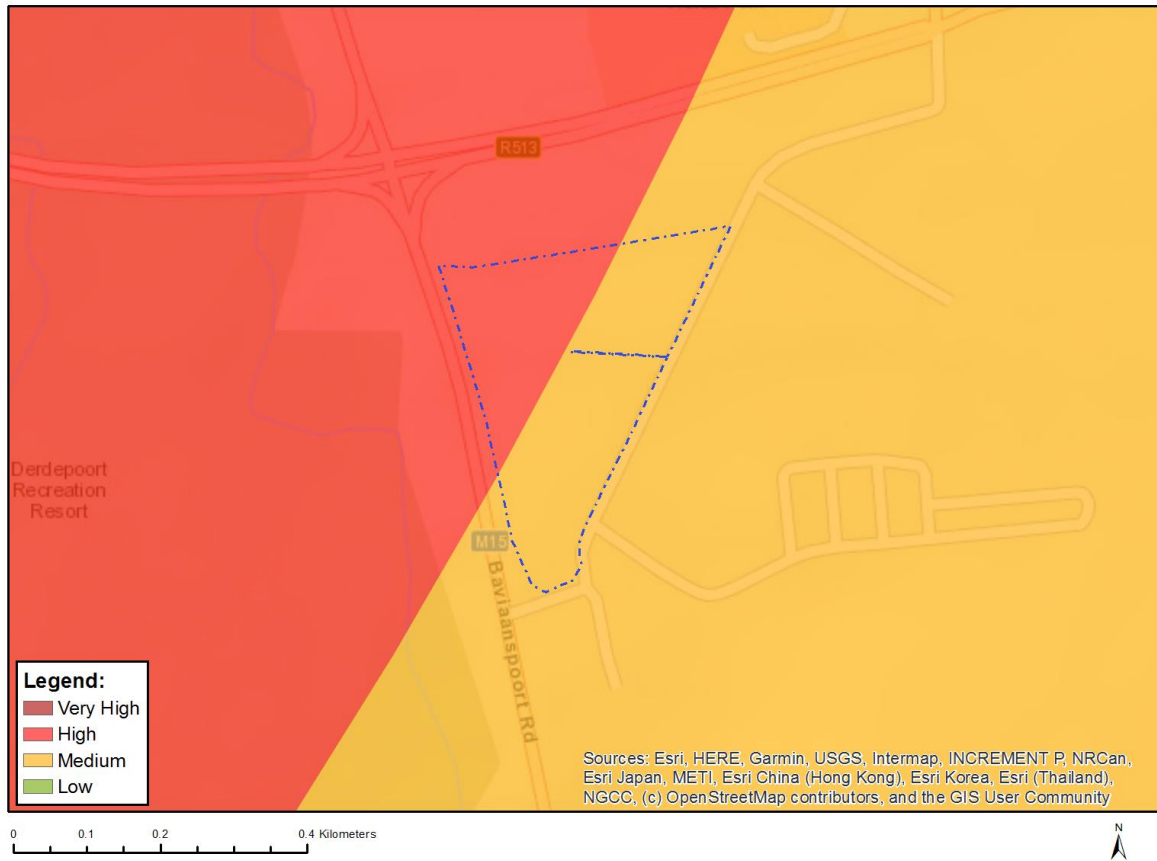 R513
Derdepoort
Recreation
Resort
M15
Baviaanspoort Rd
Legend:
Very High
High
Medium
Low
Sources: Esri, HERE, Garmin, USGS, Intermap, INCREMENT P, NRCan,
Esri Japan, METI, Esri China (Hong Kong), Esri Korea, Esri (Thailand),
NGCC, (c) OpenStreetMap contributors, and the GIS User Community
0 0.1 0.2 0.4 Kilometers
N